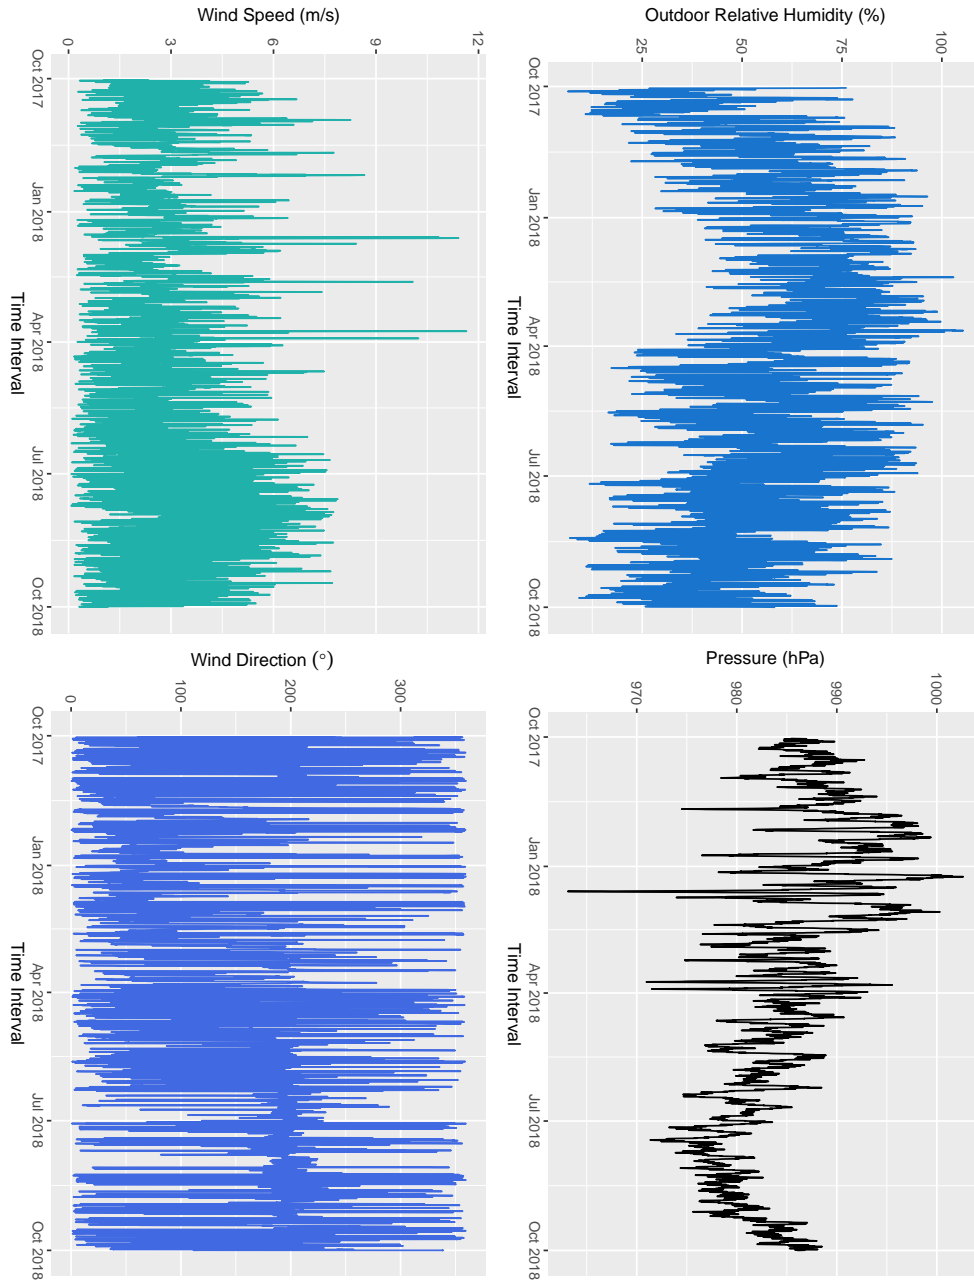 Outdoor Relative Humidity (%)
25
50
75
100
Oct 2017
Jan 2018
Apr 2018
Jul 2018
Oct 2018
Time Interval
Pressure (hPa)
970
980
990
1000
Oct 2017
Jan 2018
Apr 2018
Jul 2018
Oct 2018
Time Interval
Wind Speed (m/s)
0
3
6
9
12
Oct 2017
Jan 2018
Apr 2018
Jul 2018
Oct 2018
Time Interval
Wind Direction (°)
0
100
200
300
Oct 2017
Jan 2018
Apr 2018
Jul 2018
Oct 2018
Time Interval